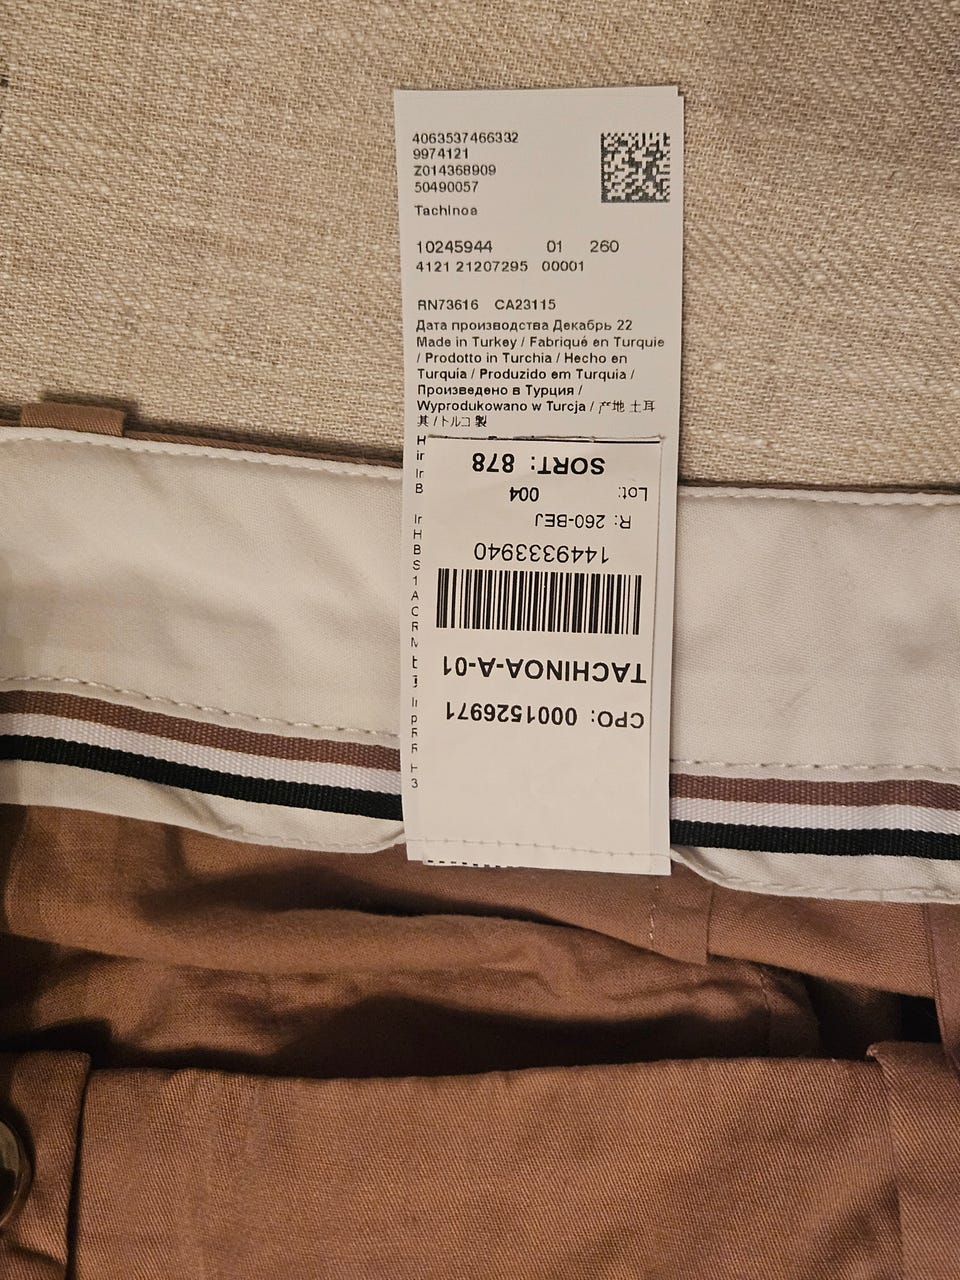 4063537466332
9974121
Z014368909
50490057
Tachinoa
10245944 01 260
4121 21207295 00001
RN73616 CA23115
Дата производства Декабрь 22
Made in Turkey / Fabriqué en Turquie
/ Prodotto in Turchia / Hecho en
Turquía / Produzido em Turquia /
Произведено в Турция /
Wyprodukowano w Turcja / 产地 土耳
其 / トルコ 製
SORT: 878
Lot: 004
R: 260-BEJ
1449333940
TACHINOA-A-01
CPO: 0001526971